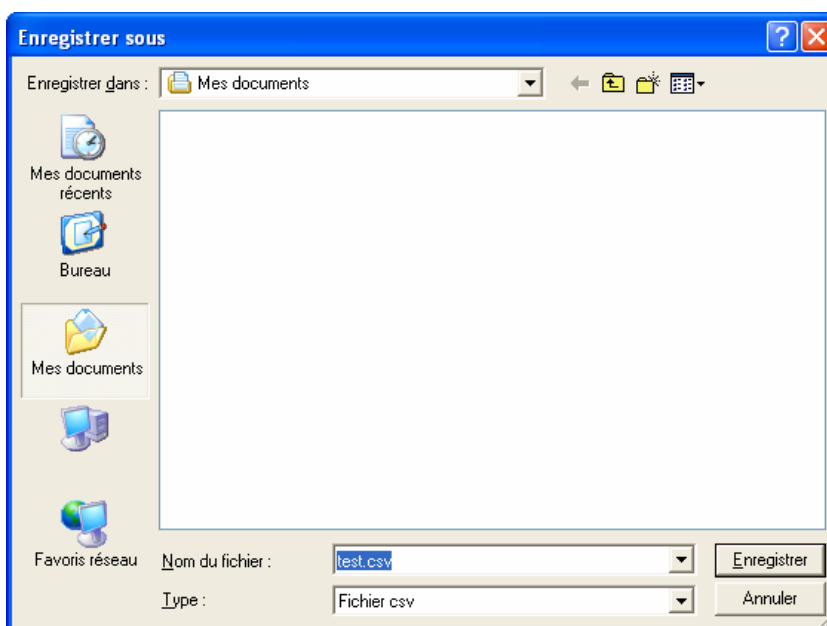 Enregistrer sous
Enregistrer dans :
Mes documents
Mes documents
récents
Bureau
Mes documents
Favoris réseau
Nom du fichier :
test.csv
Enregistrer
Type :
Fichier csv
Annuler